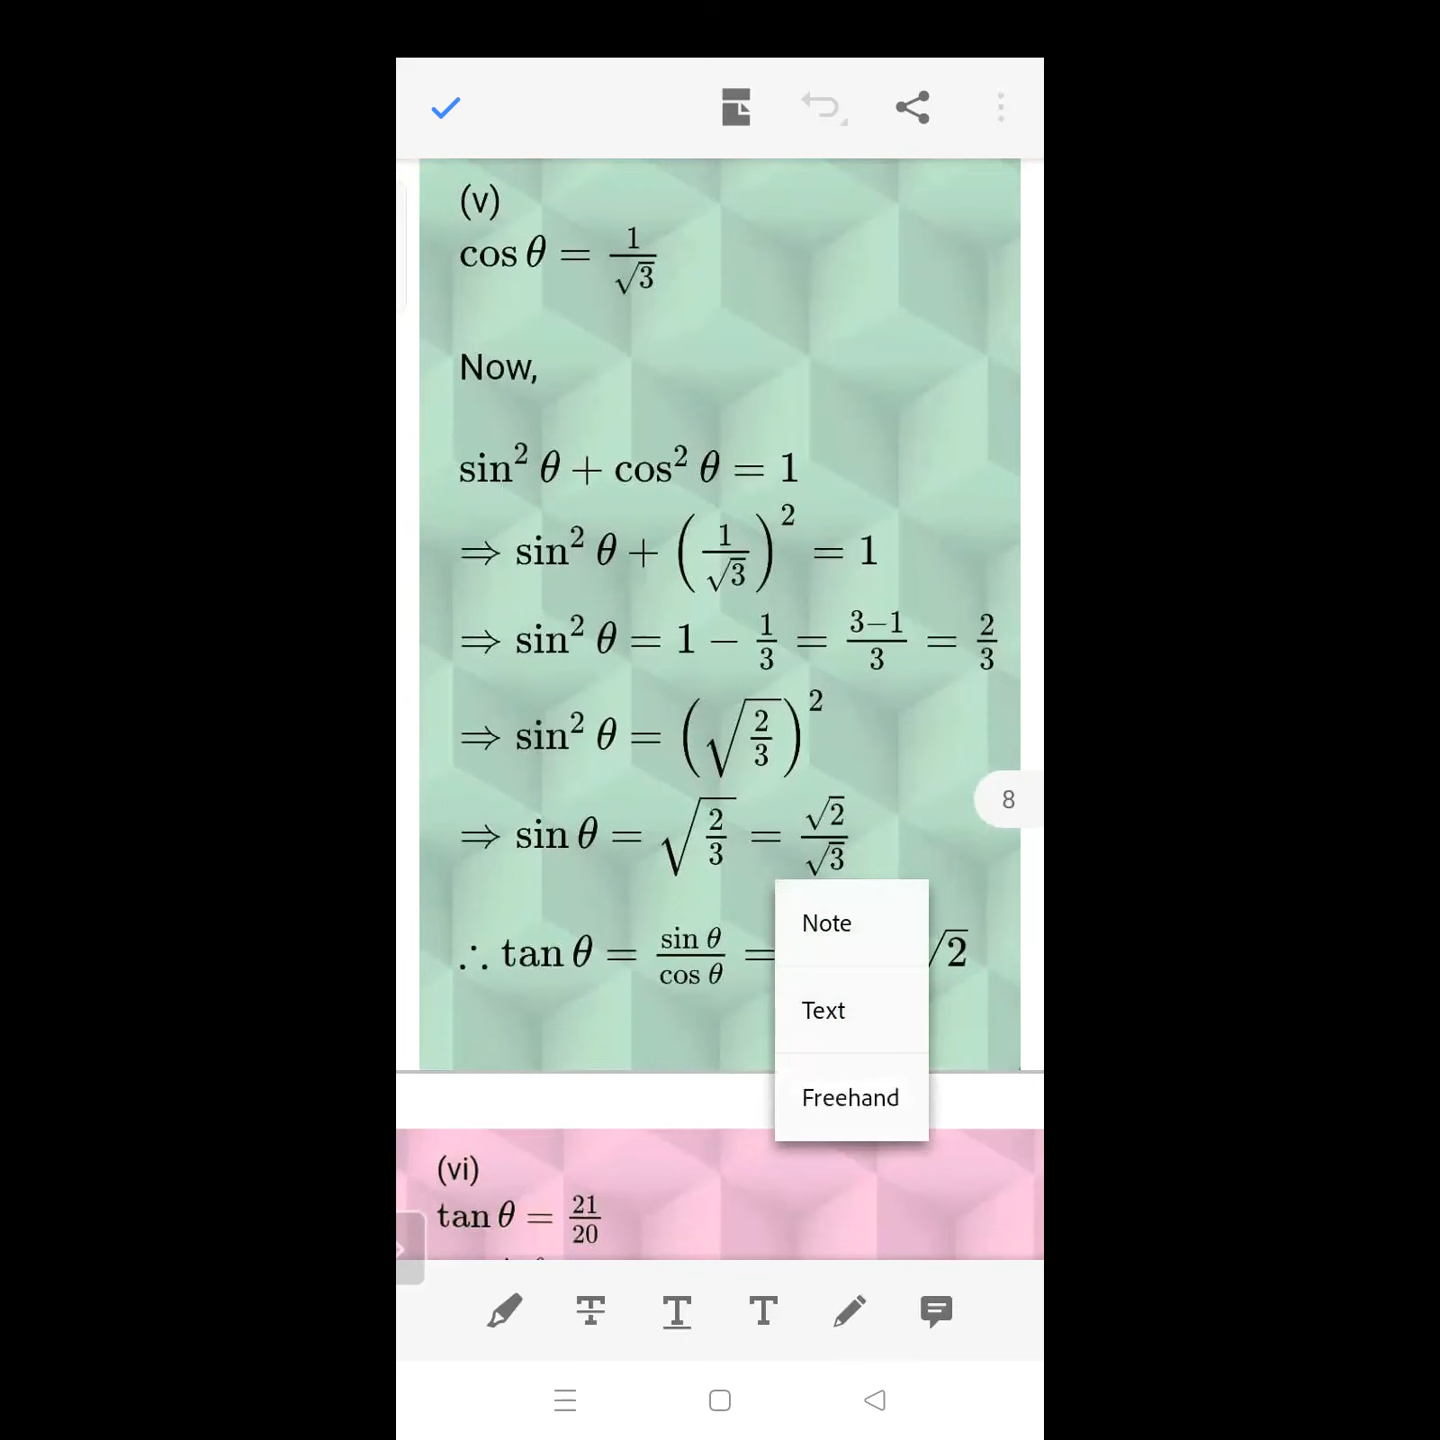 (v)
cos θ = 1/√3
Now,
sin² θ + cos² θ = 1
⇒ sin² θ + (1/√3)² = 1
⇒ sin² θ = 1 − 1/3 = 3−1/3 = 2/3
⇒ sin² θ = (√2/3)²
⇒ sin θ = √2/3 = √2/√3
∴ tan θ = sin θ/cos θ = √2
8
Note
Text
Freehand
(vi)
tan θ = 21/20